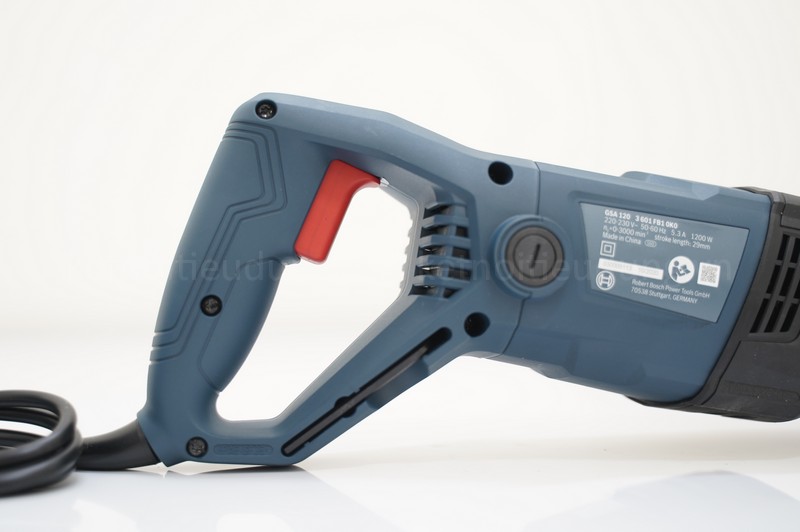 GSA 120 3 601 FB1 0K0
220-230 V~ 50-60 Hz 5.3 A 1200 W
n₀=0-3000 min⁻¹ stroke length: 29mm
Made in China
Robert Bosch Power Tools GmbH
70538 Stuttgart, GERMANY